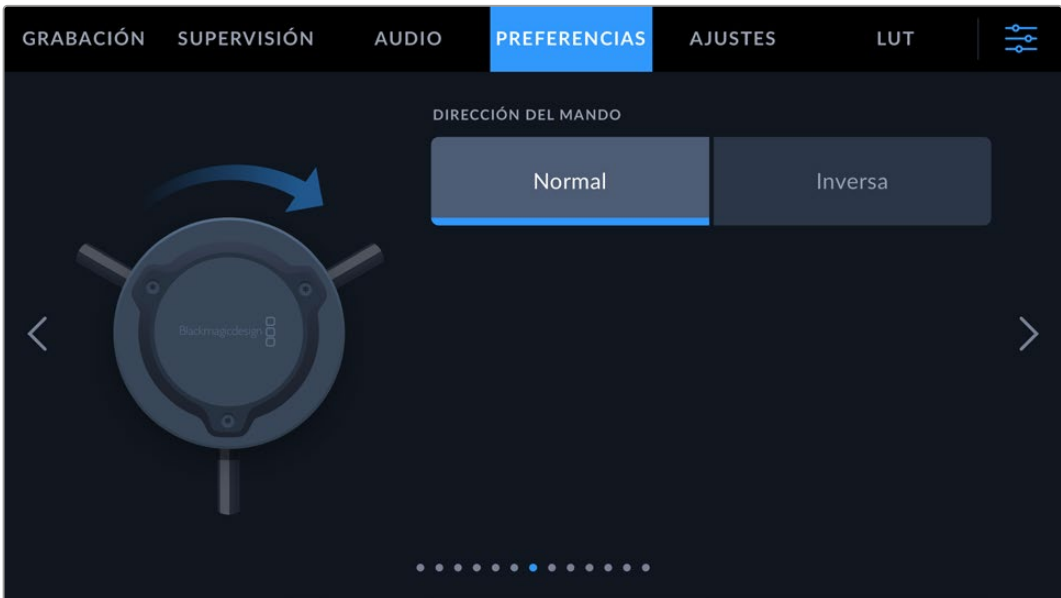 GRABACIÓN SUPERVISIÓN AUDIO PREFERENCIAS AJUSTES LUT
DIRECCIÓN DEL MANDO
Normal Inversa
Blackmagicdesign